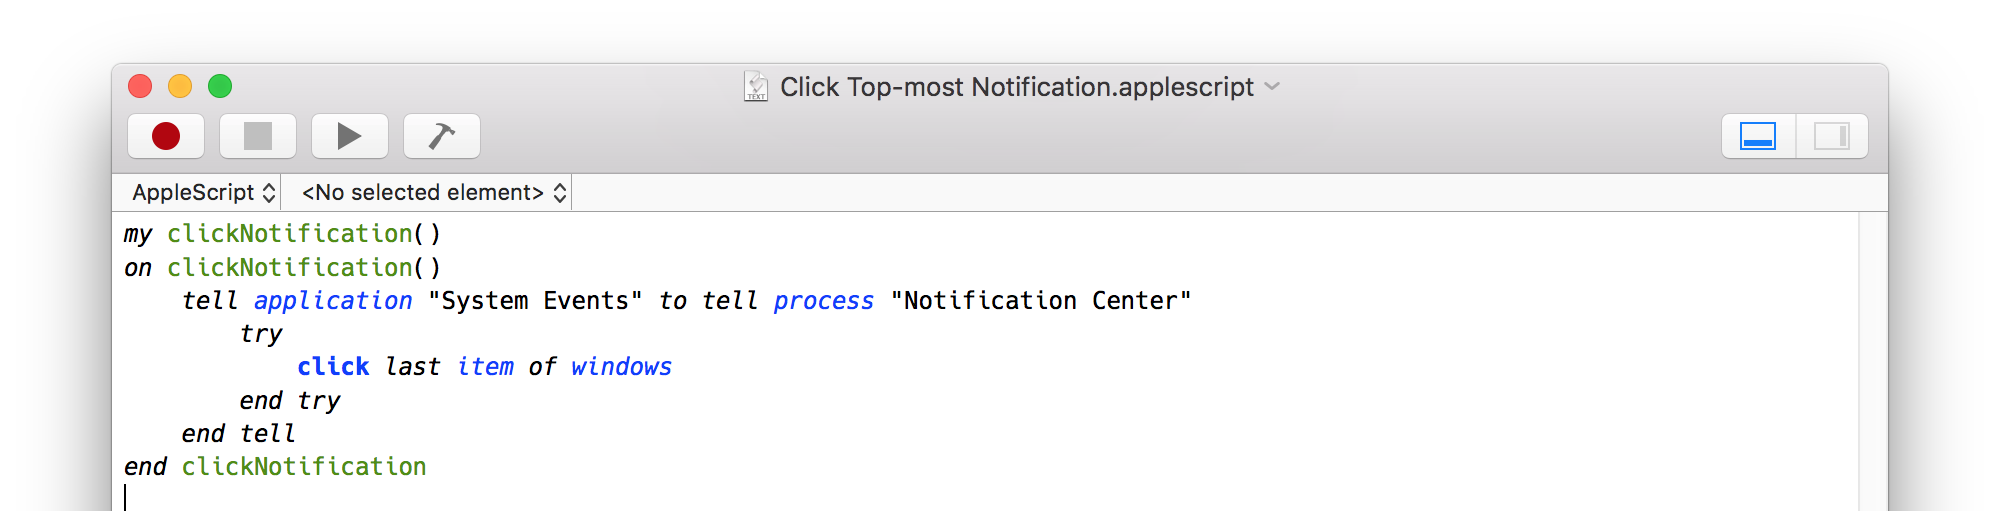 Click Top-most Notification.applescript
AppleScript <No selected element>
my clickNotification()
on clickNotification()
    tell application "System Events" to tell process "Notification Center"
        try
            click last item of windows
        end try
    end tell
end clickNotification